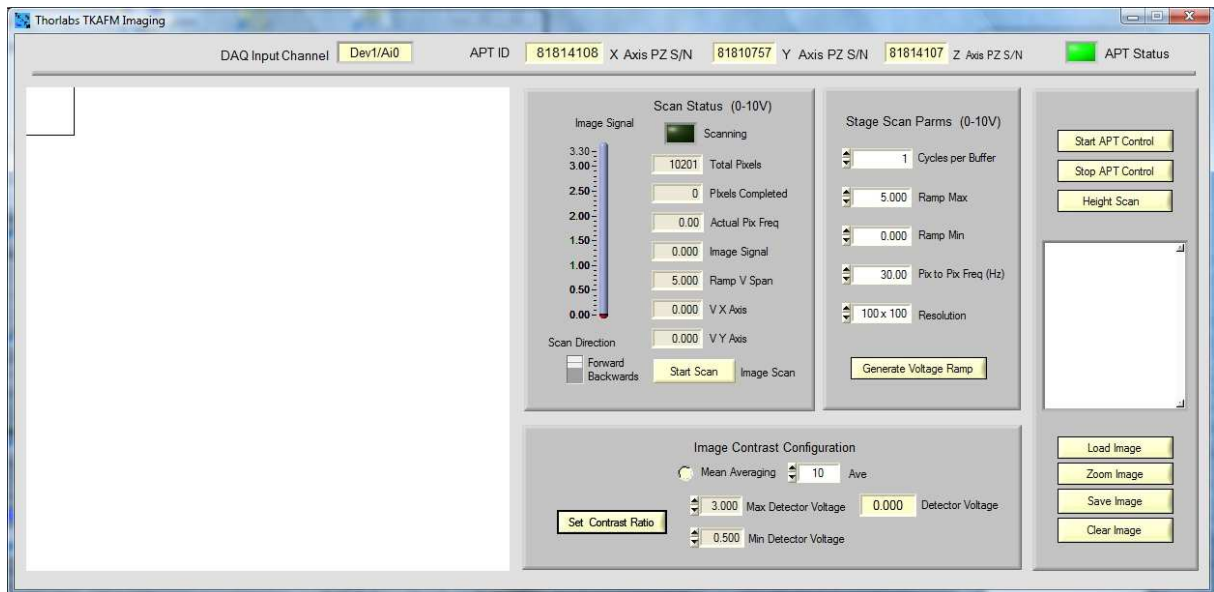 Thorlabs TKAFM Imaging
DAQ Input Channel Dev1/Ai0 APT ID 81814108 X Axis PZ S/N 81810757 Y Axis PZ S/N 81814107 Z Axis PZ S/N APT Status
Scan Status (0-10V)
Image Signal
Scanning
3.30
3.00
2.50
2.00
1.50
1.00
0.50
0.00
10201 Total Pixels
0 PIxels Completed
0.00 Actual Pix Freq
0.000 Image Signal
5.000 Ramp V Span
0.000 V X Axis
0.000 V Y Axis
Scan Direction
Forward
Backwards
Start Scan Image Scan
Stage Scan Parms (0-10V)
1 Cycles per Buffer
5.000 Ramp Max
0.000 Ramp Min
30.00 Pix to Pix Freq (Hz)
100 x 100 Resolution
Generate Voltage Ramp
Start APT Control
Stop APT Control
Height Scan
Image Contrast Configuration
Mean Averaging 10 Ave
3.000 Max Detector Voltage 0.000 Detector Voltage
Set Contrast Ratio
0.500 Min Detector Voltage
Load Image
Zoom Image
Save Image
Clear Image